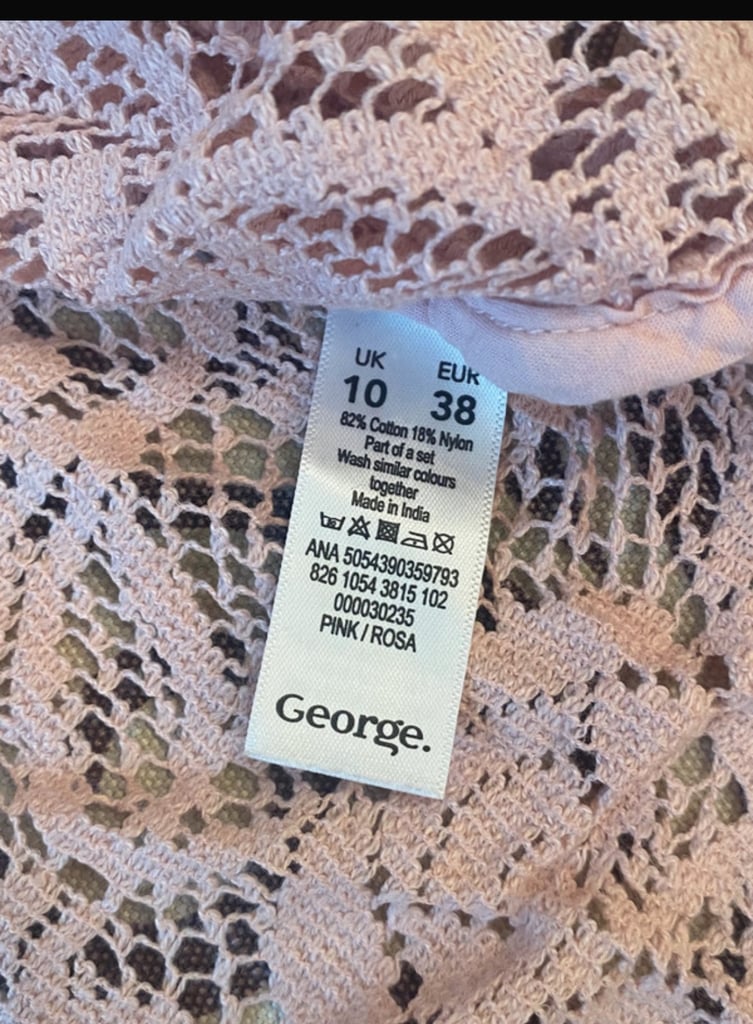 UK EUR
10 38
82% Cotton 18% Nylon
Part of a set
Wash similar colours
together
Made in India
ANA 5054390359793
826 1054 3815 102
000030235
PINK / ROSA
George.